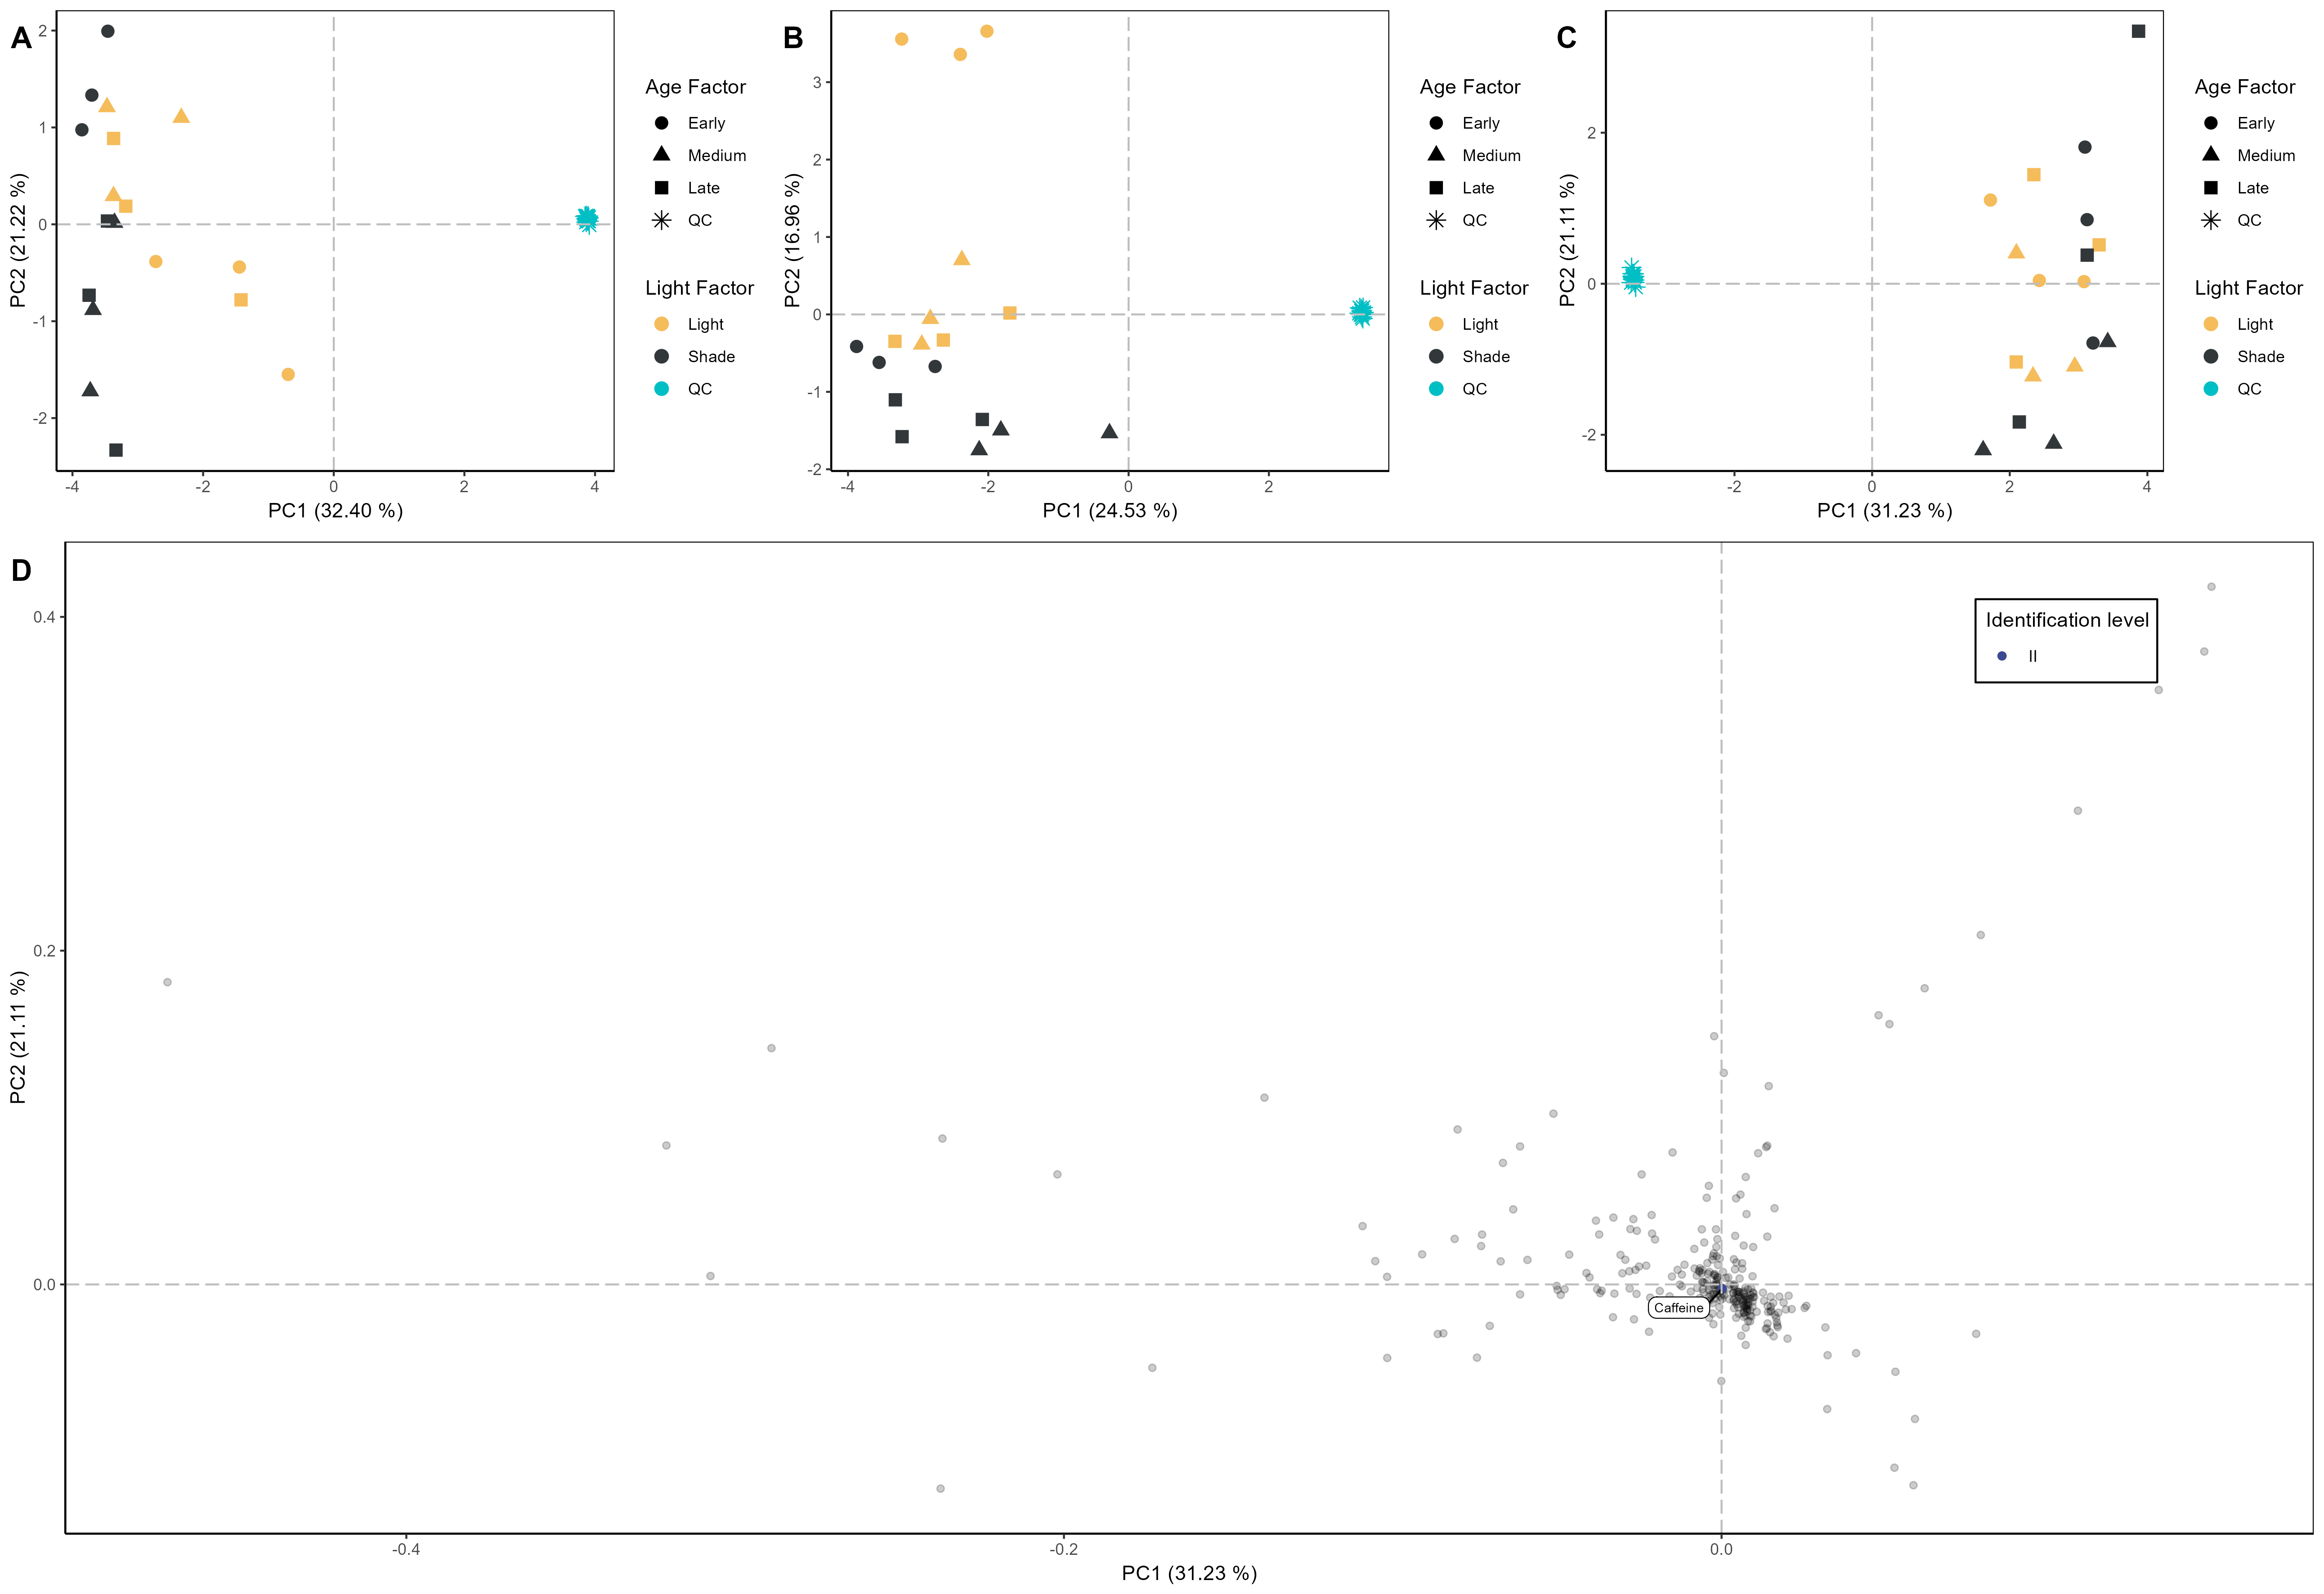 A
PC2 (21.22 %)
2
1
0
-1
-2
-4
-2
0
2
4
PC1 (32.40 %)
Age Factor
Early
Medium
Late
QC
Light Factor
Light
Shade
QC
B
PC2 (16.96 %)
3
2
1
0
-1
-2
-4
-2
0
2
PC1 (24.53 %)
Age Factor
Early
Medium
Late
QC
Light Factor
Light
Shade
QC
C
PC2 (21.11 %)
2
0
-2
-2
0
2
4
PC1 (31.23 %)
Age Factor
Early
Medium
Late
QC
Light Factor
Light
Shade
QC
D
PC2 (21.11 %)
0.4
0.2
0.0
Identification level
II
Caffeine
-0.4
-0.2
0.0
PC1 (31.23 %)